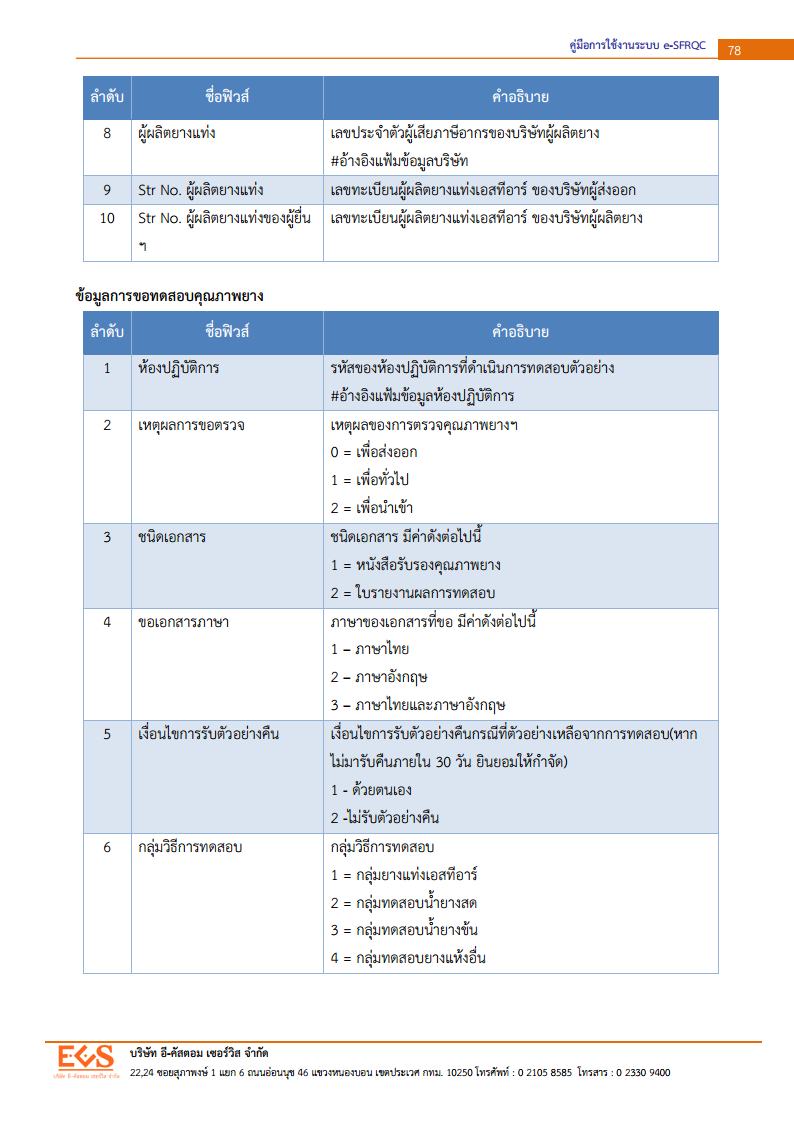 คู่มือการใช้งานระบบ e-SFRQC 78
ลำดับ ชื่อฟิวส์ คำอธิบาย
8 ผู้ผลิตยางแท่ง เลขประจำตัวผู้เสียภาษีอากรของบริษัทผู้ผลิตยาง
#อ้างอิงแฟ้มข้อมูลบริษัท
9 Str No. ผู้ผลิตยางแท่ง เลขทะเบียนผู้ผลิตยางแท่งเอสทีอาร์ ของบริษัทผู้ส่งออก
10 Str No. ผู้ผลิตยางแท่งของผู้ยื่น เลขทะเบียนผู้ผลิตยางแท่งเอสทีอาร์ ของบริษัทผู้ผลิตยาง
ฯ
ข้อมูลการขอทดสอบคุณภาพยาง
ลำดับ ชื่อฟิวส์ คำอธิบาย
1 ห้องปฏิบัติการ รหัสของห้องปฏิบัติการที่ดำเนินการทดสอบตัวอย่าง
#อ้างอิงแฟ้มข้อมูลห้องปฏิบัติการ
2 เหตุผลการขอตรวจ เหตุผลของการตรวจคุณภาพยางฯ
0 = เพื่อส่งออก
1 = เพื่อทั่วไป
2 = เพื่อนำเข้า
3 ชนิดเอกสาร ชนิดเอกสาร มีค่าดังต่อไปนี้
1 = หนังสือรับรองคุณภาพยาง
2 = ใบรายงานผลการทดสอบ
4 ขอเอกสารภาษา ภาษาของเอกสารที่ขอ มีค่าดังต่อไปนี้
1 – ภาษาไทย
2 – ภาษาอังกฤษ
3 – ภาษาไทยและภาษาอังกฤษ
5 เงื่อนไขการรับตัวอย่างคืน เงื่อนไขการรับตัวอย่างคืนกรณีที่ตัวอย่างเหลือจากการทดสอบ(หาก
ไม่มารับคืนภายใน 30 วัน ยินยอมให้กำจัด)
1 - ด้วยตนเอง
2 -ไม่รับตัวอย่างคืน
6 กลุ่มวิธีการทดสอบ กลุ่มวิธีการทดสอบ
1 = กลุ่มยางแท่งเอสทีอาร์
2 = กลุ่มทดสอบน้ำยางสด
3 = กลุ่มทดสอบน้ำยางข้น
4 = กลุ่มทดสอบยางแห้งอื่น
ECS
บริษัท อี-คัสตอม เซอร์วิส จำกัด
บริษัท อี-คัสตอม เซอร์วิส จำกัด
22,24 ซอยสุภาพงษ์ 1 แยก 6 ถนนอ่อนนุช 46 แขวงหนองบอน เขตประเวศ กทม. 10250 โทรศัพท์ : 0 2105 8585 โทรสาร : 0 2330 9400